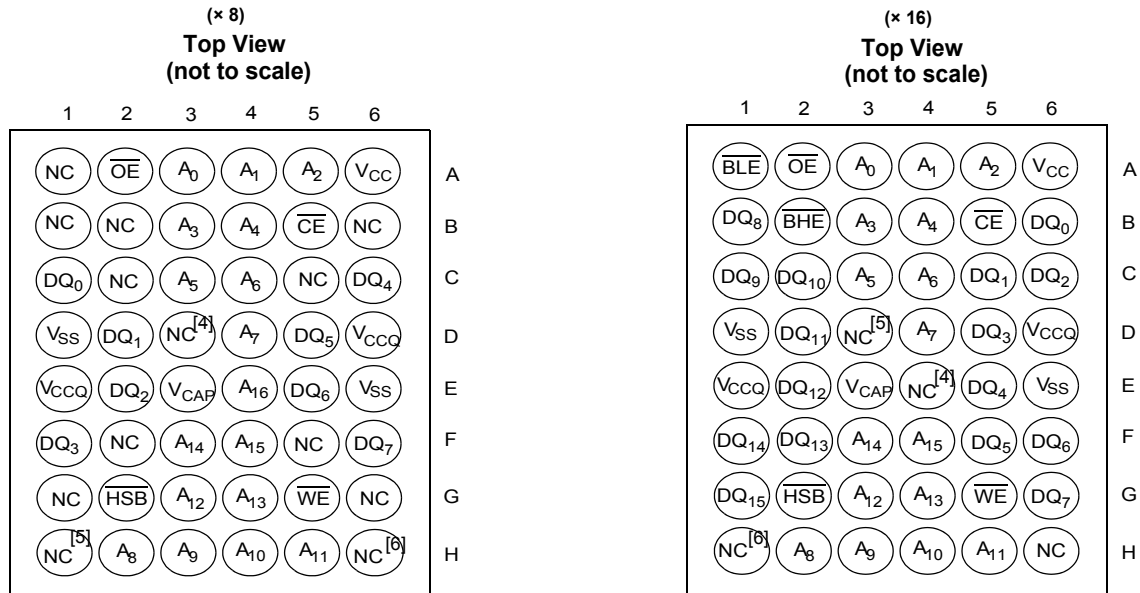 (× 8)
Top View
(not to scale)
1 2 3 4 5 6
NC OE A0 A1 A2 VCC A
NC NC A3 A4 CE NC B
DQ0 NC A5 A6 NC DQ4 C
VSS DQ1 NC[4] A7 DQ5 VCCQ D
VCCQ DQ2 VCAP A16 DQ6 VSS E
DQ3 NC A14 A15 NC DQ7 F
NC HSB A12 A13 WE NC G
NC[5] A8 A9 A10 A11 NC[6] H
(× 16)
Top View
(not to scale)
1 2 3 4 5 6
BLE OE A0 A1 A2 VCC A
DQ8 BHE A3 A4 CE DQ0 B
DQ9 DQ10 A5 A6 DQ1 DQ2 C
VSS DQ11 NC[5] A7 DQ3 VCCQ D
VCCQ DQ12 VCAP NC[4] DQ4 VSS E
DQ14 DQ13 A14 A15 DQ5 DQ6 F
DQ15 HSB A12 A13 WE DQ7 G
NC[6] A8 A9 A10 A11 NC H